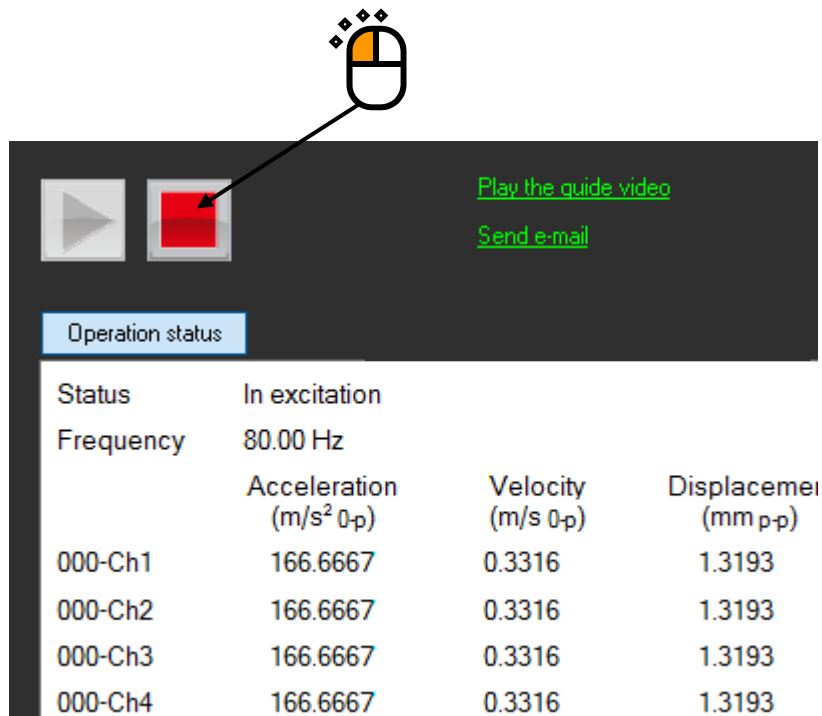 Play the guide video
Send e-mail
Operation status
Status In excitation
Frequency 80.00 Hz
Acceleration Velocity Displacemen
(m/s² 0-p) (m/s 0-p) (mm p-p)
000-Ch1 166.6667 0.3316 1.3193
000-Ch2 166.6667 0.3316 1.3193
000-Ch3 166.6667 0.3316 1.3193
000-Ch4 166.6667 0.3316 1.3193